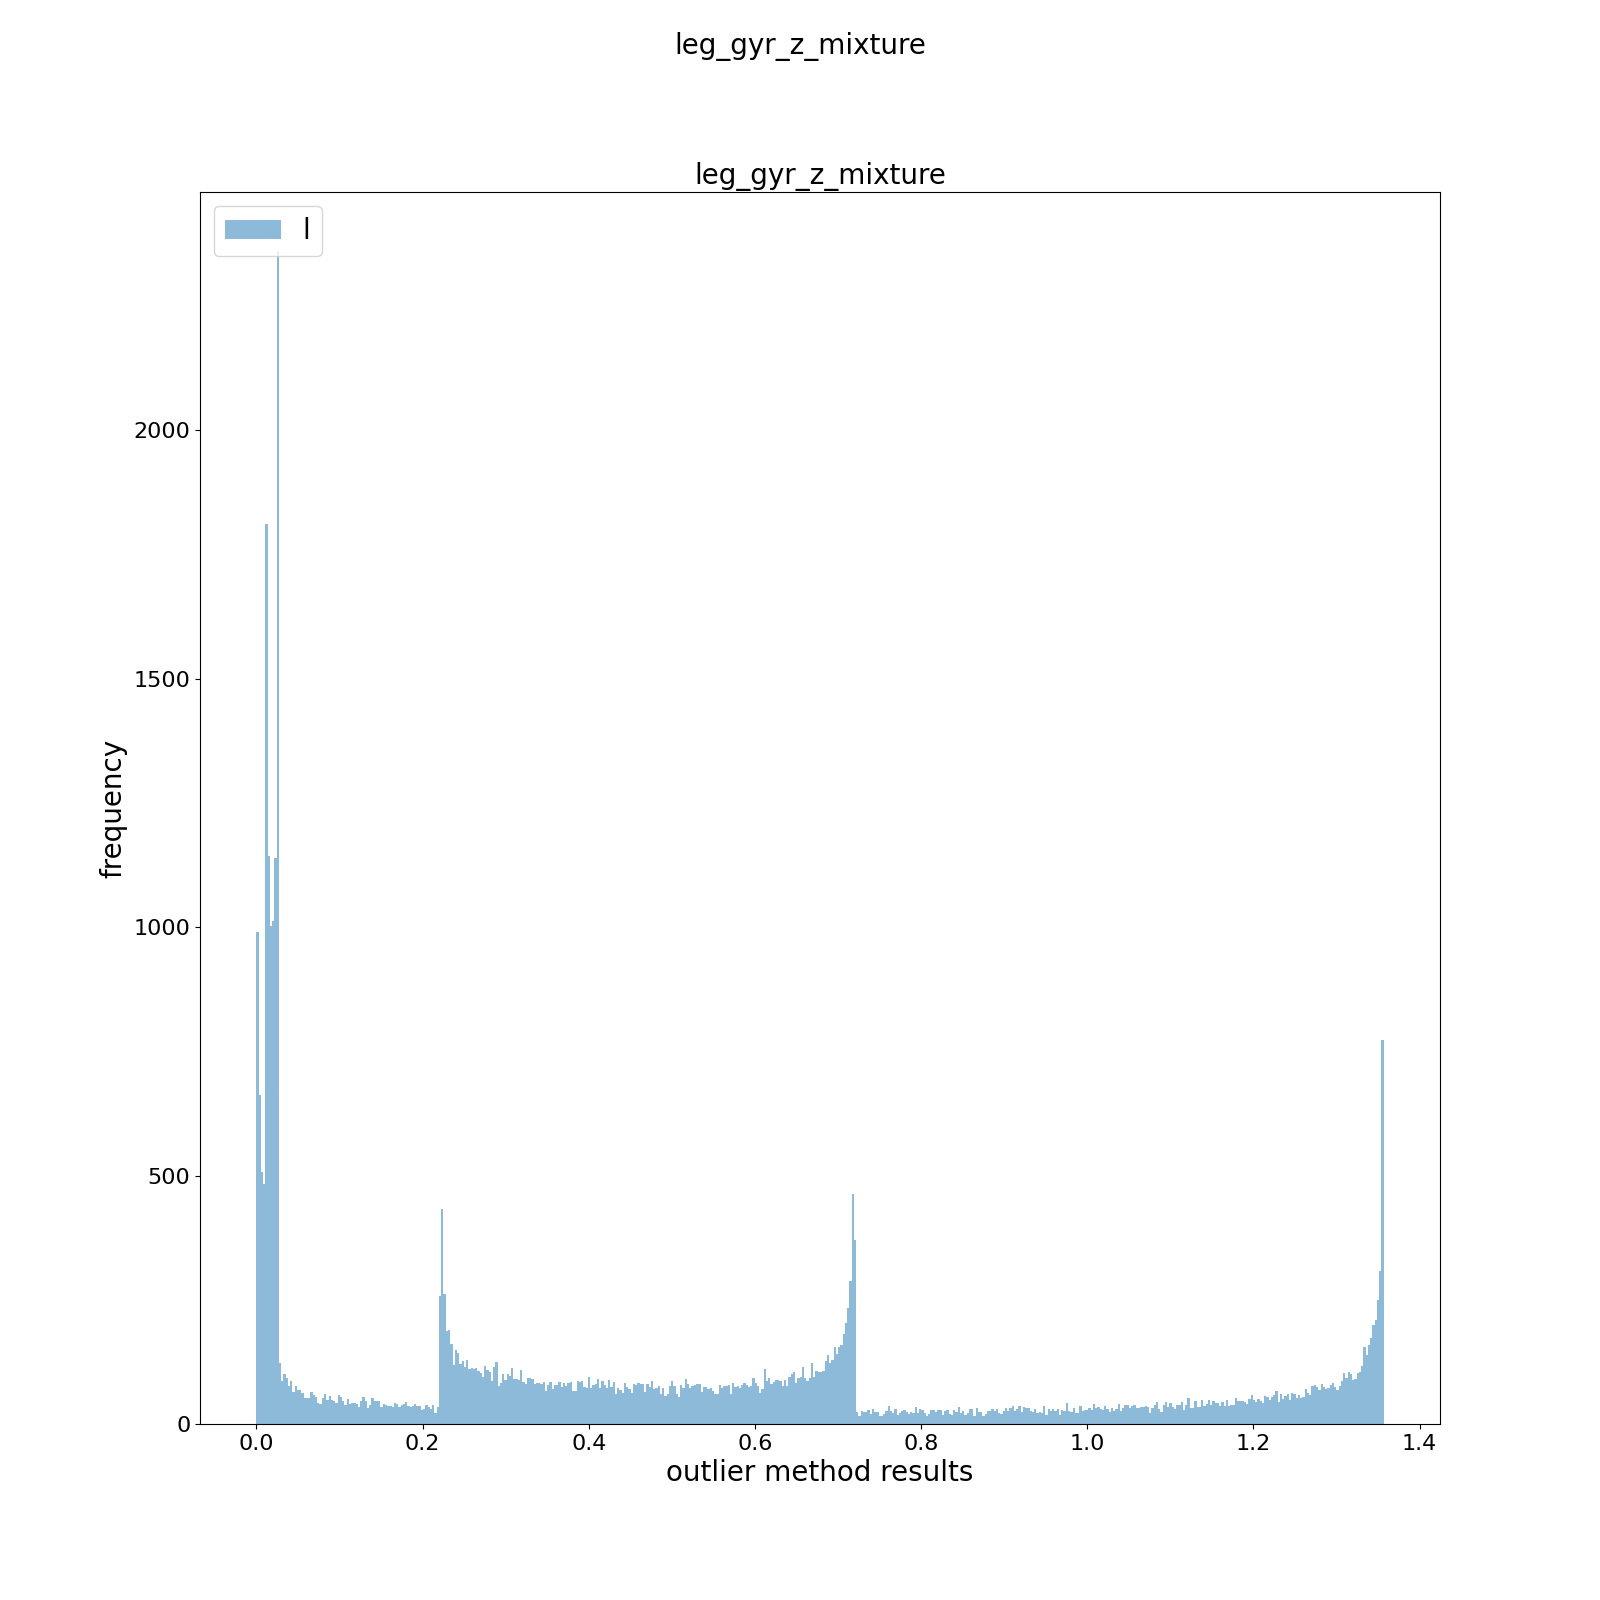 leg_gyr_z_mixture
leg_gyr_z_mixture
l
frequency
2000
1500
1000
500
0
0.0 0.2 0.4 0.6 0.8 1.0 1.2 1.4
outlier method results